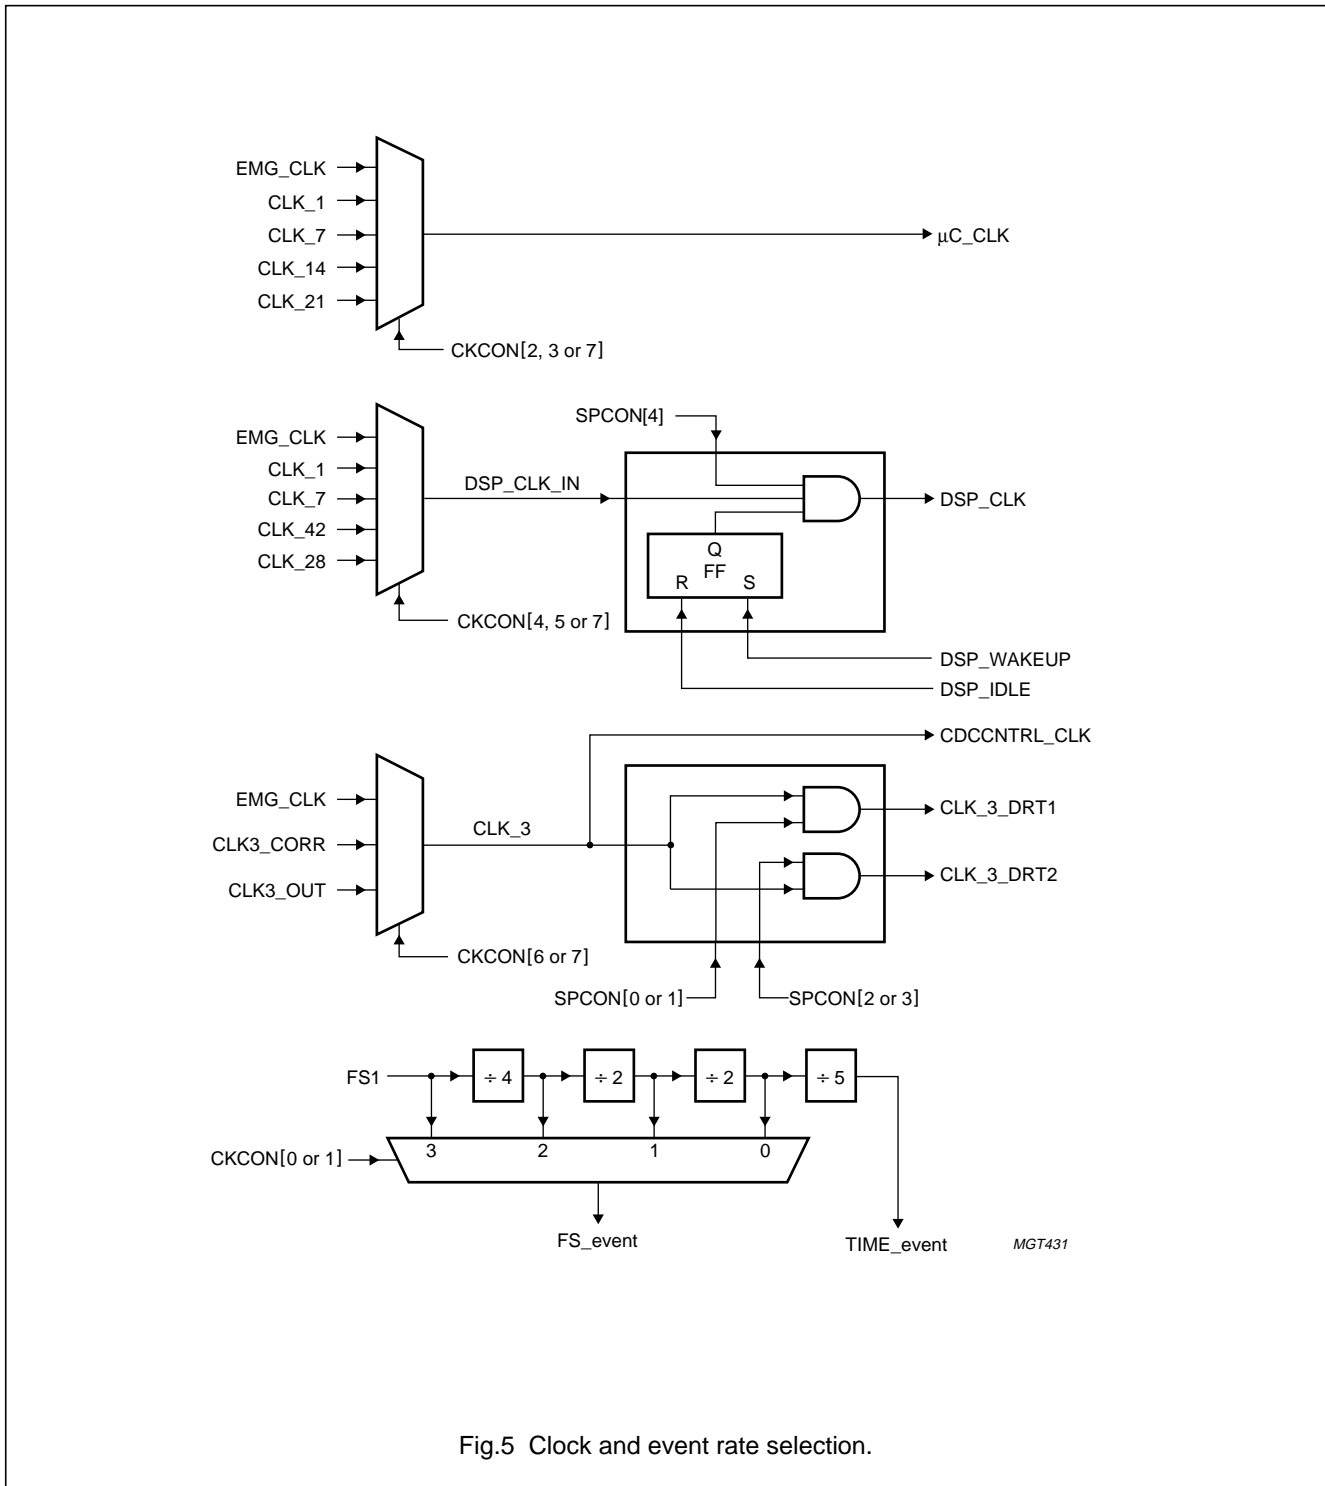 EMG_CLK
CLK_1
CLK_7
CLK_14
CLK_21
μC_CLK
CKCON[2, 3 or 7]
SPCON[4]
EMG_CLK
CLK_1
CLK_7
CLK_42
CLK_28
DSP_CLK_IN
DSP_CLK
Q
FF
R S
CKCON[4, 5 or 7]
DSP_WAKEUP
DSP_IDLE
CDCCNTRL_CLK
EMG_CLK
CLK3_CORR
CLK3_OUT
CLK_3
CLK_3_DRT1
CLK_3_DRT2
CKCON[6 or 7]
SPCON[0 or 1]
SPCON[2 or 3]
FS1
÷ 4
÷ 2
÷ 2
÷ 5
CKCON[0 or 1]
3 2 1 0
FS_event
TIME_event
MGT431
Fig.5 Clock and event rate selection.